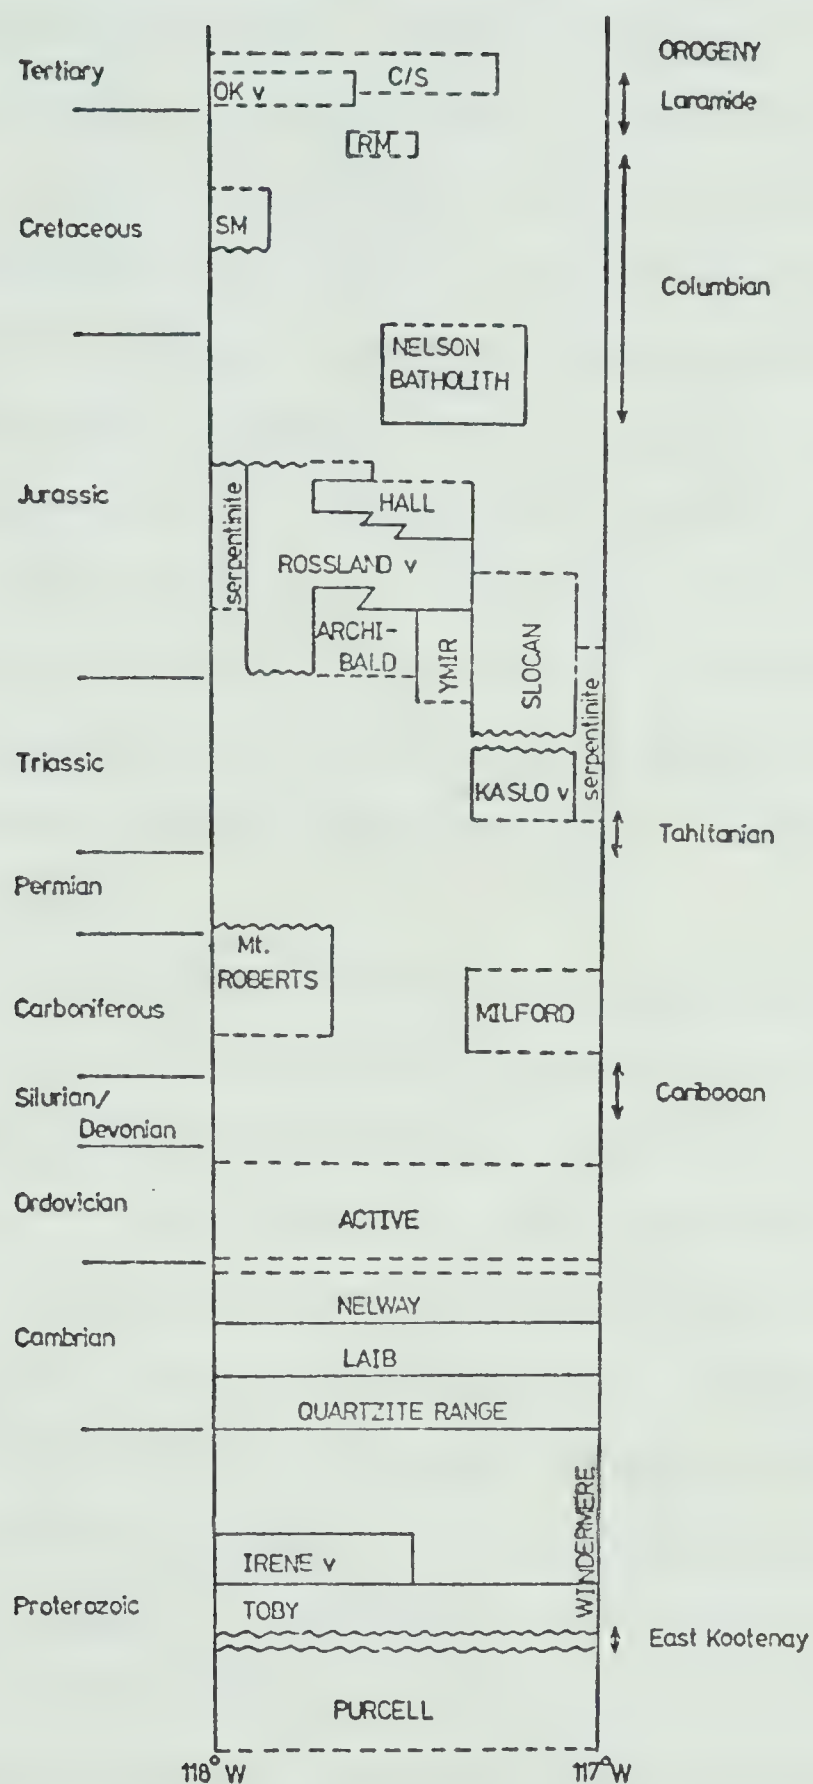 OROGENY
Tertiary
C/S
OK v
Laramide
[RM]
Cretaceous
SM
Columbian
NELSON
BATHOLITH
Jurassic
serpentinite
HALL
ROSSLAND v
ARCHI-
BALD
YMIR
SLOCAN
serpentinite
Triassic
KASLO v
Tahltanian
Permian
Mt.
ROBERTS
Carboniferous
MILFORD
Silurian/
Devonian
Caribooan
Ordovician
ACTIVE
NELWAY
Cambrian
LAIB
QUARTZITE RANGE
WINDERMERE
IRENE v
Proterozoic
TOBY
East Kootenay
PURCELL
118° W
117° W